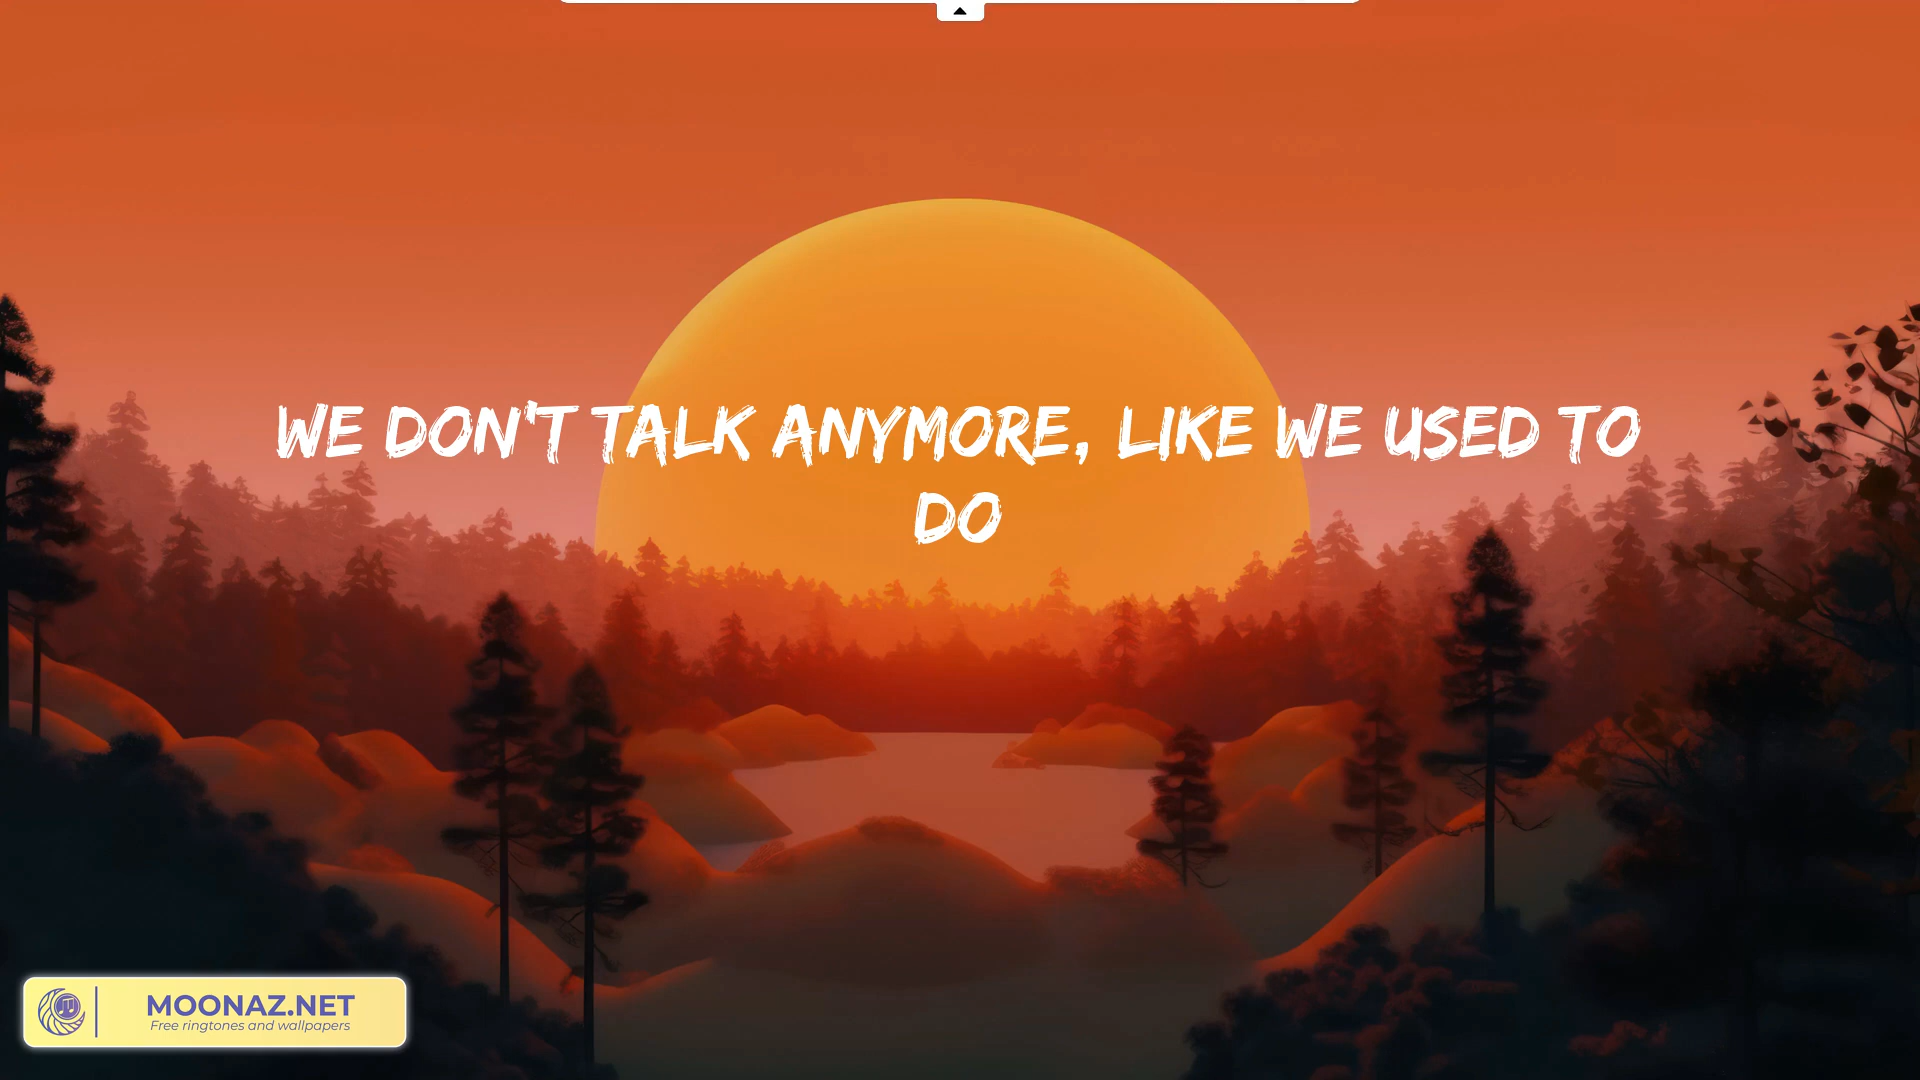 WE DON'T TALK ANYMORE, LIKE WE USED TO
DO
MOONAZ.NET
Free ringtones and wallpapers